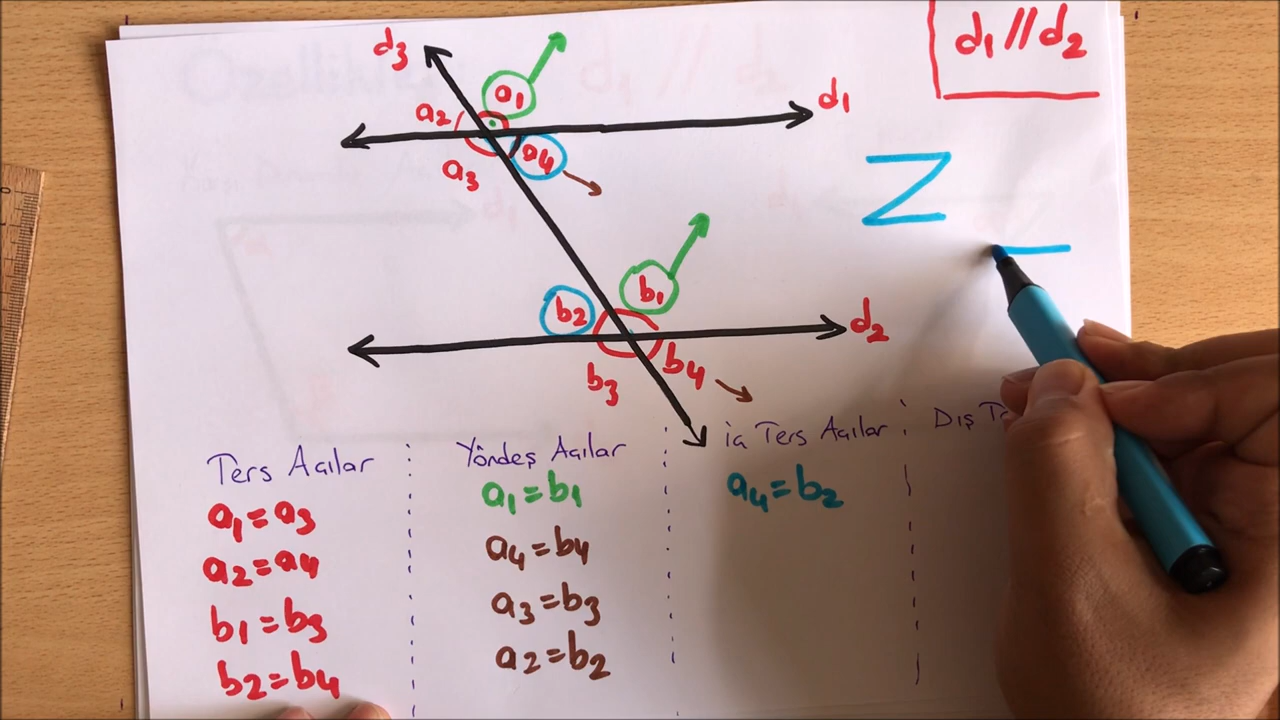 d₁ // d₂
d₃
a₁
d₁
a₂
a₄
a₃
Z
b₁
b₂
d₂
b₄
b₃
Ters Açılar
a₁ = a₃
a₂ = a₄
b₁ = b₃
b₂ = b₄
Yöndeş Açılar
a₁ = b₁
a₄ = b₄
a₃ = b₃
a₂ = b₂
İç Ters Açılar
a₄ = b₂
Dış